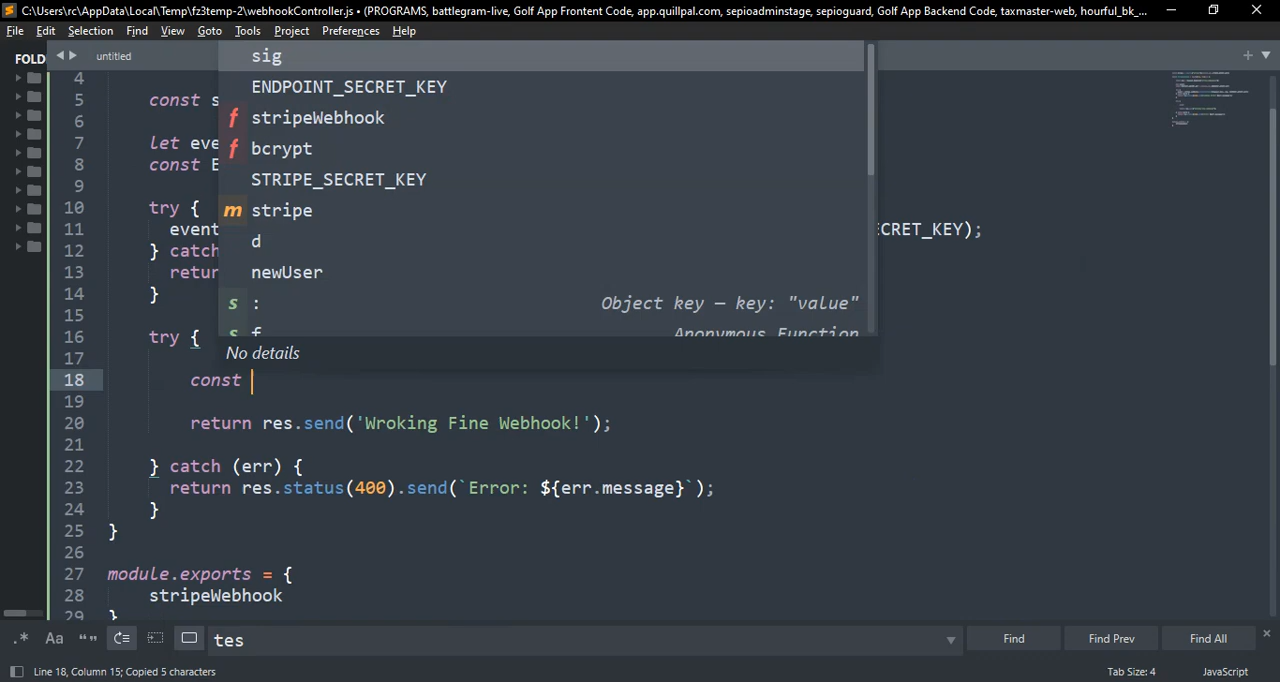 C:\Users\rc\AppData\Local\Temp\fz3temp-2\webhookController.js • (PROGRAMS, battlegram-live, Golf App Frontent Code, app.quillpal.com, sepioadminstage, sepioguard, Golf App Backend Code, taxmaster-web, hourful_bk_...
File Edit Selection Find View Goto Tools Project Preferences Help
FOLD
untitled
sig
ENDPOINT_SECRET_KEY
f stripeWebhook
f bcrypt
STRIPE_SECRET_KEY
m stripe
d
newUser
s : Object key — key: "value"
s f Anonymous Function
No details
4
5 const s
6
7 let eve
8 const E
9
10 try {
11 event CRET_KEY);
12 } catch
13 retur
14 }
15
16 try {
17
18 const
19
20 return res.send('Wroking Fine Webhook!');
21
22 } catch (err) {
23 return res.status(400).send(`Error: ${err.message}`);
24 }
25 }
26
27 module.exports = {
28 stripeWebhook
29 }
.* Aa “” tes Find Find Prev Find All
Line 18, Column 15; Copied 5 characters Tab Size: 4 JavaScript